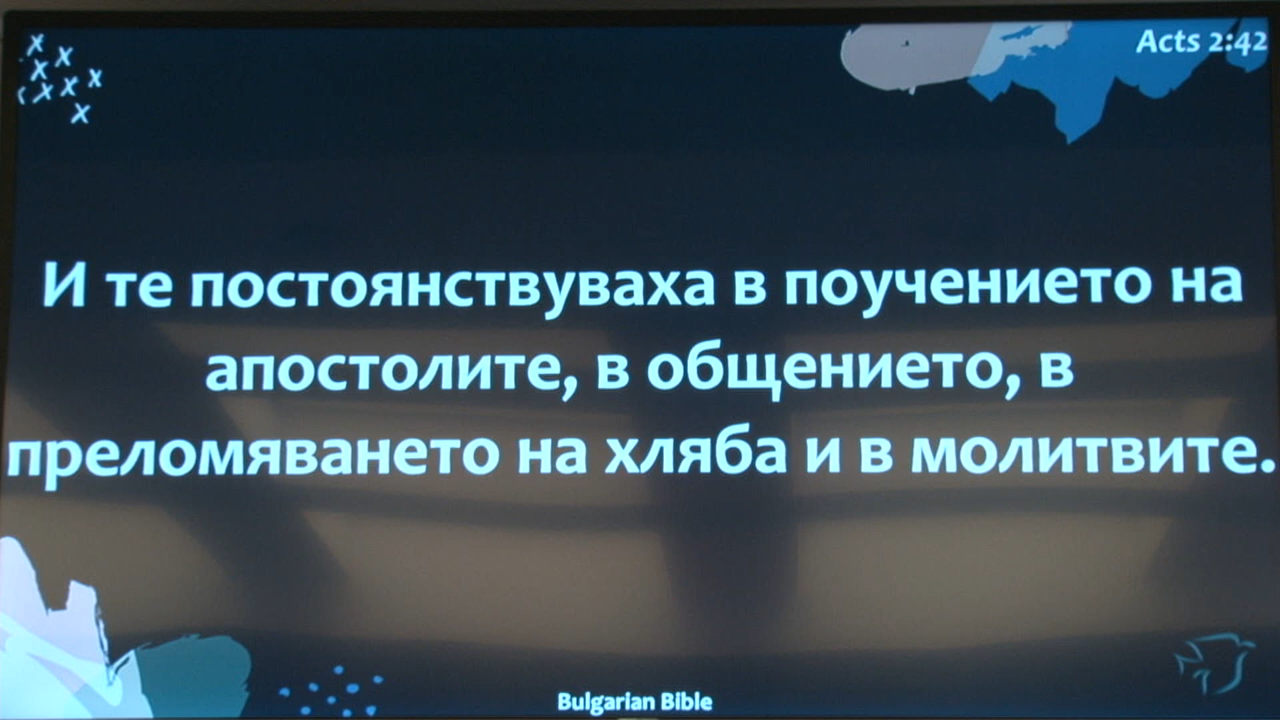 Acts 2:42
И те постоянствуваха в поучението на
апостолите, в общението, в
преломяването на хляба и в молитвите.
Bulgarian Bible